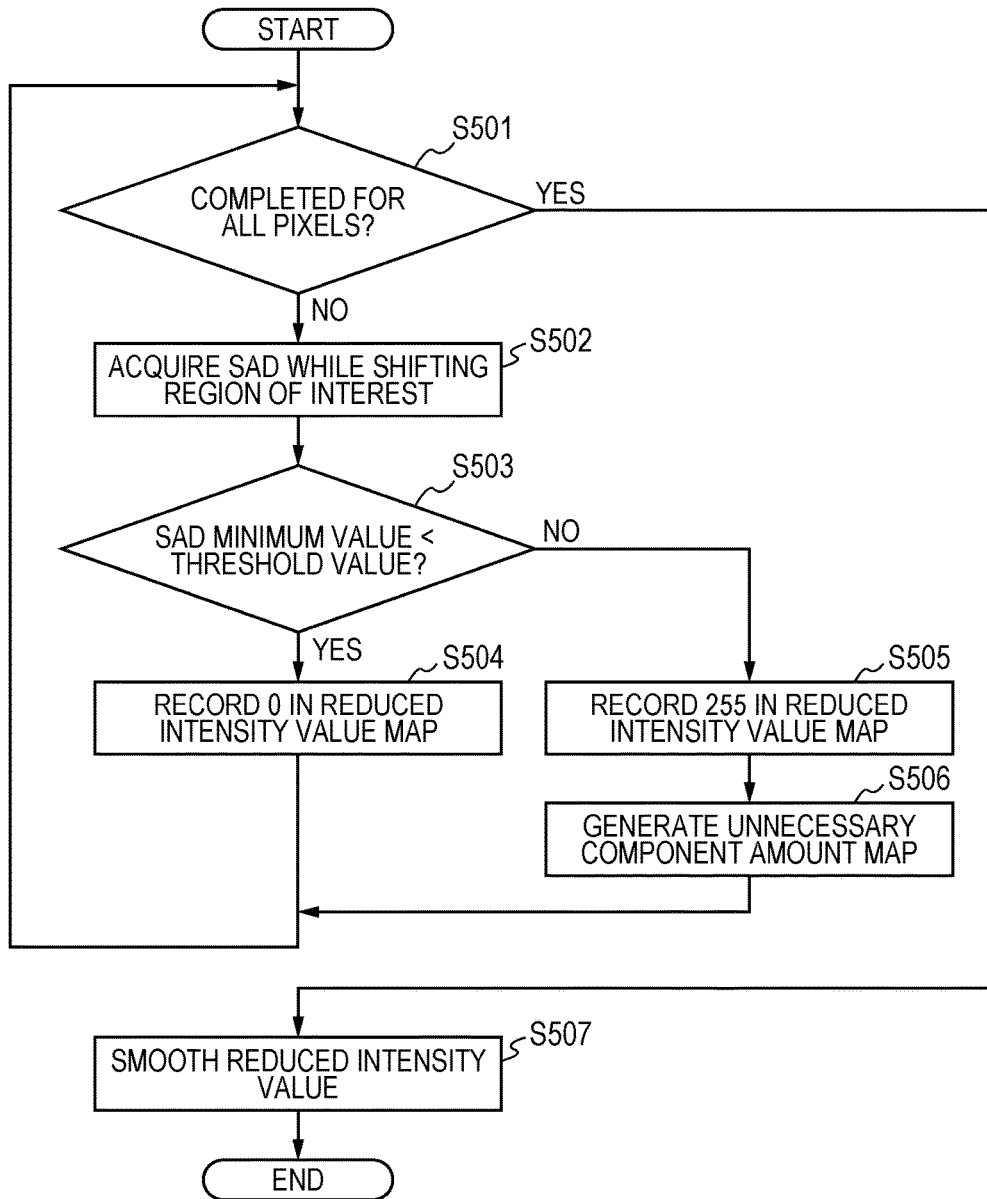 START
S501
COMPLETED FOR
ALL PIXELS?
YES
NO
S502
ACQUIRE SAD WHILE SHIFTING
REGION OF INTEREST
S503
SAD MINIMUM VALUE <
THRESHOLD VALUE?
NO
YES
S504
RECORD 0 IN REDUCED
INTENSITY VALUE MAP
S505
RECORD 255 IN REDUCED
INTENSITY VALUE MAP
S506
GENERATE UNNECESSARY
COMPONENT AMOUNT MAP
S507
SMOOTH REDUCED INTENSITY
VALUE
END